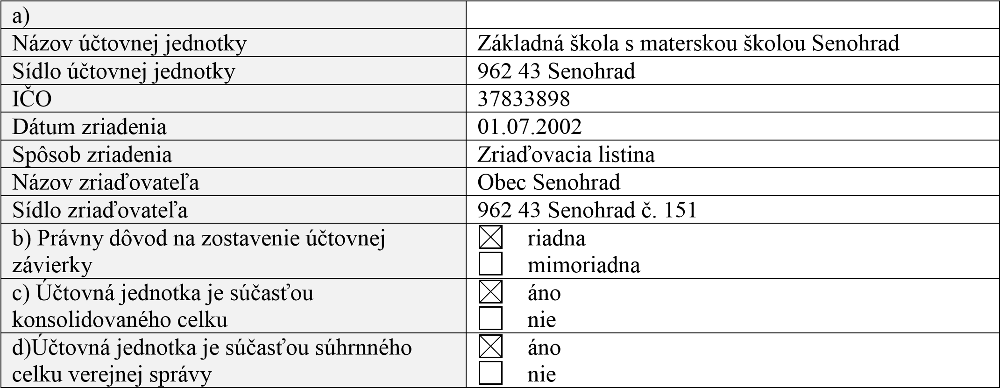 a)
Názov účtovnej jednotky Základná škola s materskou školou Senohrad
Sídlo účtovnej jednotky 962 43 Senohrad
IČO 37833898
Dátum zriadenia 01.07.2002
Spôsob zriadenia Zriaďovacia listina
Názov zriaďovateľa Obec Senohrad
Sídlo zriaďovateľa 962 43 Senohrad č. 151
b) Právny dôvod na zostavenie účtovnej ☒ riadna
závierky ☐ mimoriadna
c) Účtovná jednotka je súčasťou ☒ áno
konsolidovaného celku ☐ nie
d)Účtovná jednotka je súčasťou súhrnného ☒ áno
celku verejnej správy ☐ nie